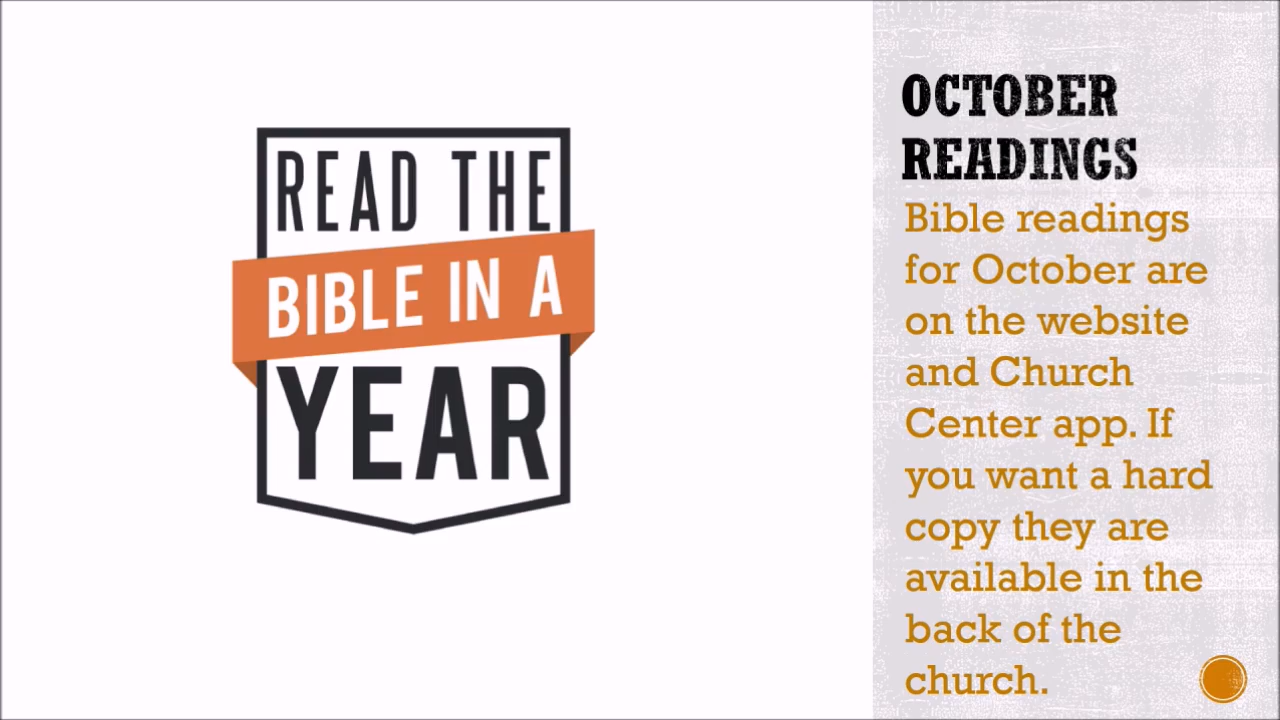 READ THE
BIBLE IN A
YEAR
OCTOBER
READINGS
Bible readings
for October are
on the website
and Church
Center app. If
you want a hard
copy they are
available in the
back of the
church.